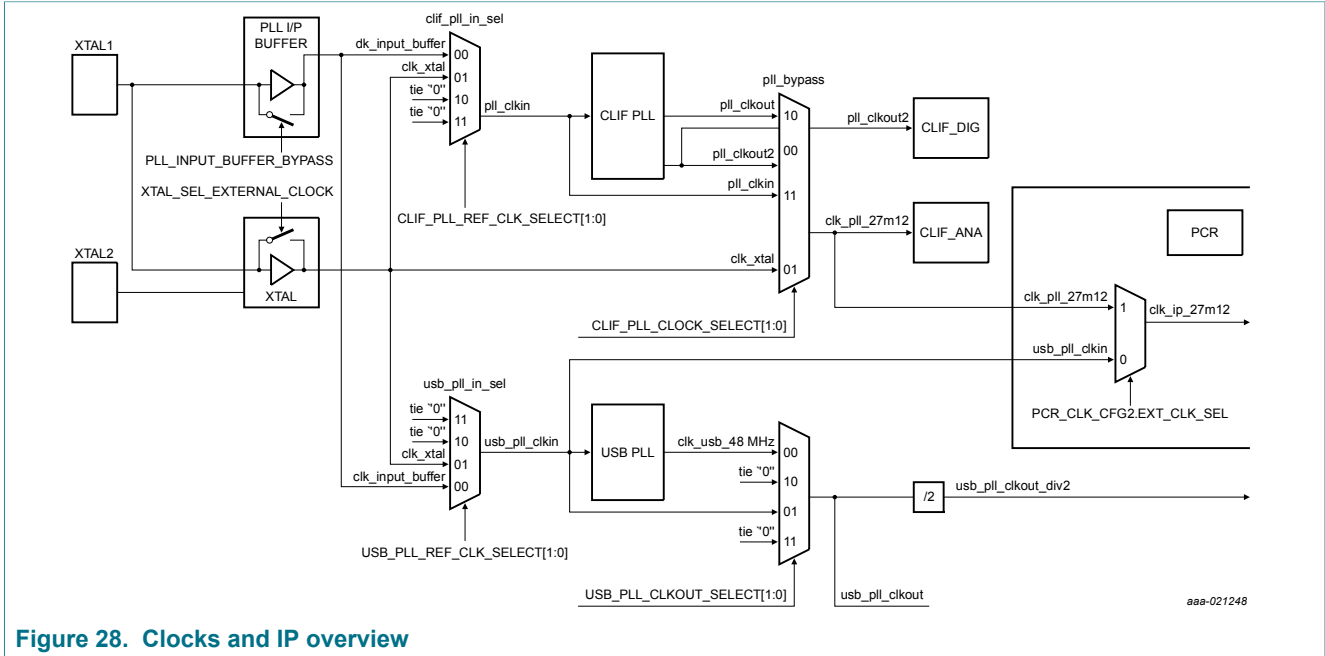 clif_pll_in_sel
PLL I/P
BUFFER
XTAL1
dk_input_buffer
00
clk_xtal
01
tie `0"
10
tie `0"
11
pll_clkin
PLL_INPUT_BUFFER_BYPASS
XTAL_SEL_EXTERNAL_CLOCK
CLIF_PLL_REF_CLK_SELECT[1:0]
CLIF PLL
pll_bypass
pll_clkout
10
pll_clkout2
00
pll_clkin
11
clk_xtal
01
pll_clkout2
CLIF_DIG
clk_pll_27m12
CLIF_ANA
CLIF_PLL_CLOCK_SELECT[1:0]
XTAL2
XTAL
PCR
clk_pll_27m12
1
clk_ip_27m12
usb_pll_clkin
0
PCR_CLK_CFG2.EXT_CLK_SEL
usb_pll_in_sel
tie `0"
11
tie `0"
10
clk_xtal
01
clk_input_buffer
00
usb_pll_clkin
USB_PLL_REF_CLK_SELECT[1:0]
USB PLL
clk_usb_48 MHz
00
tie `0"
10
01
tie `0"
11
/2
usb_pll_clkout_div2
USB_PLL_CLKOUT_SELECT[1:0]
usb_pll_clkout
aaa-021248
Figure 28. Clocks and IP overview